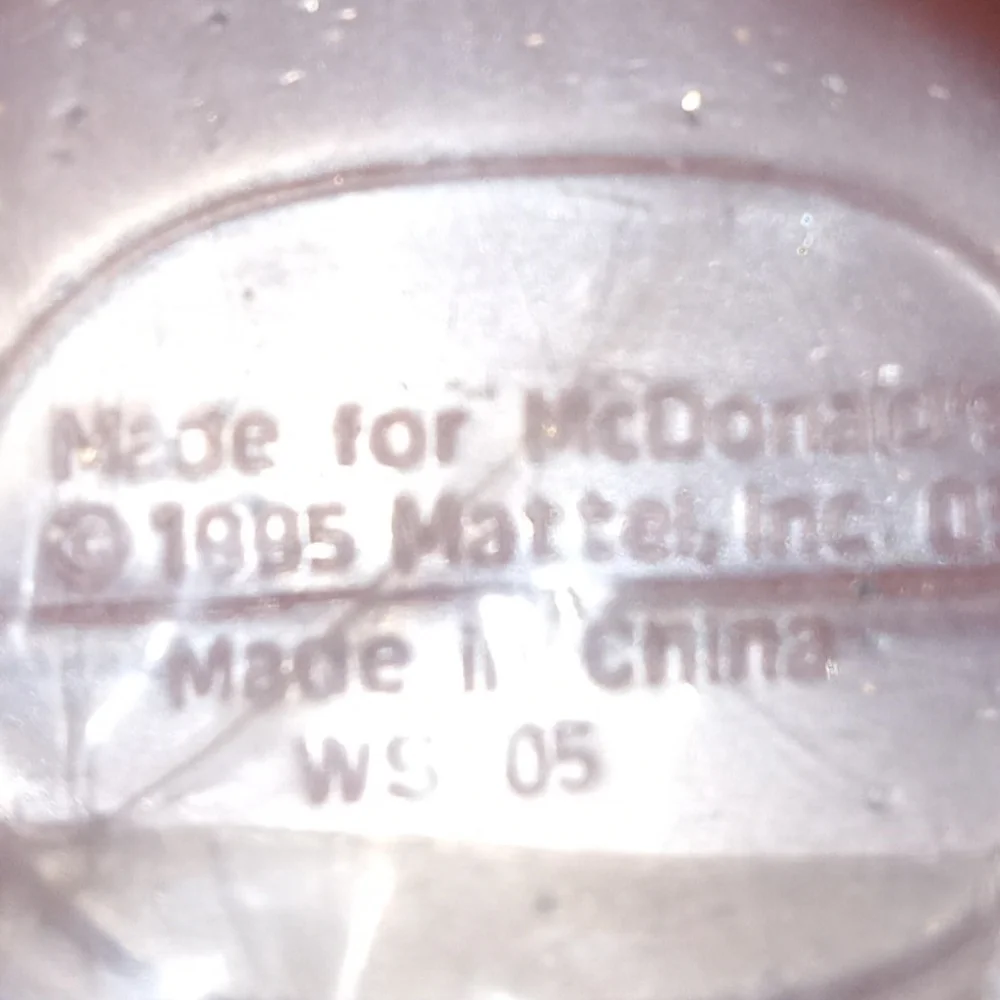 Made for McDonald's
©1995 Mattel, Inc.
Made in China
WS 05